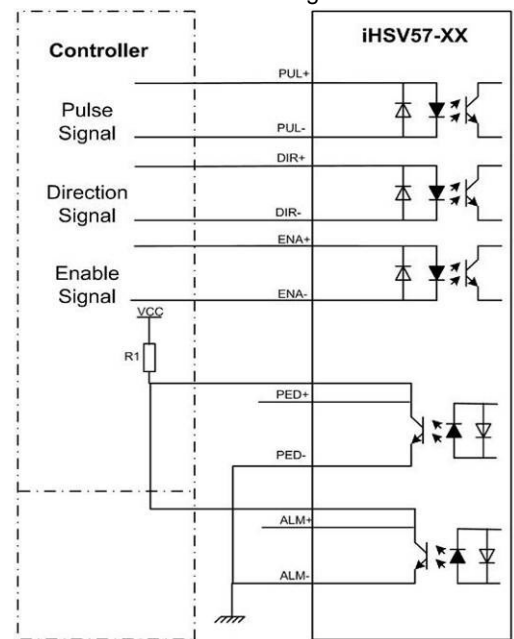 iHSV57-XX
Controller
PUL+
Pulse
Signal
PUL-
DIR+
Direction
Signal
DIR-
ENA+
Enable
Signal
ENA-
VCC
R1
PED+
PED-
ALM+
ALM-